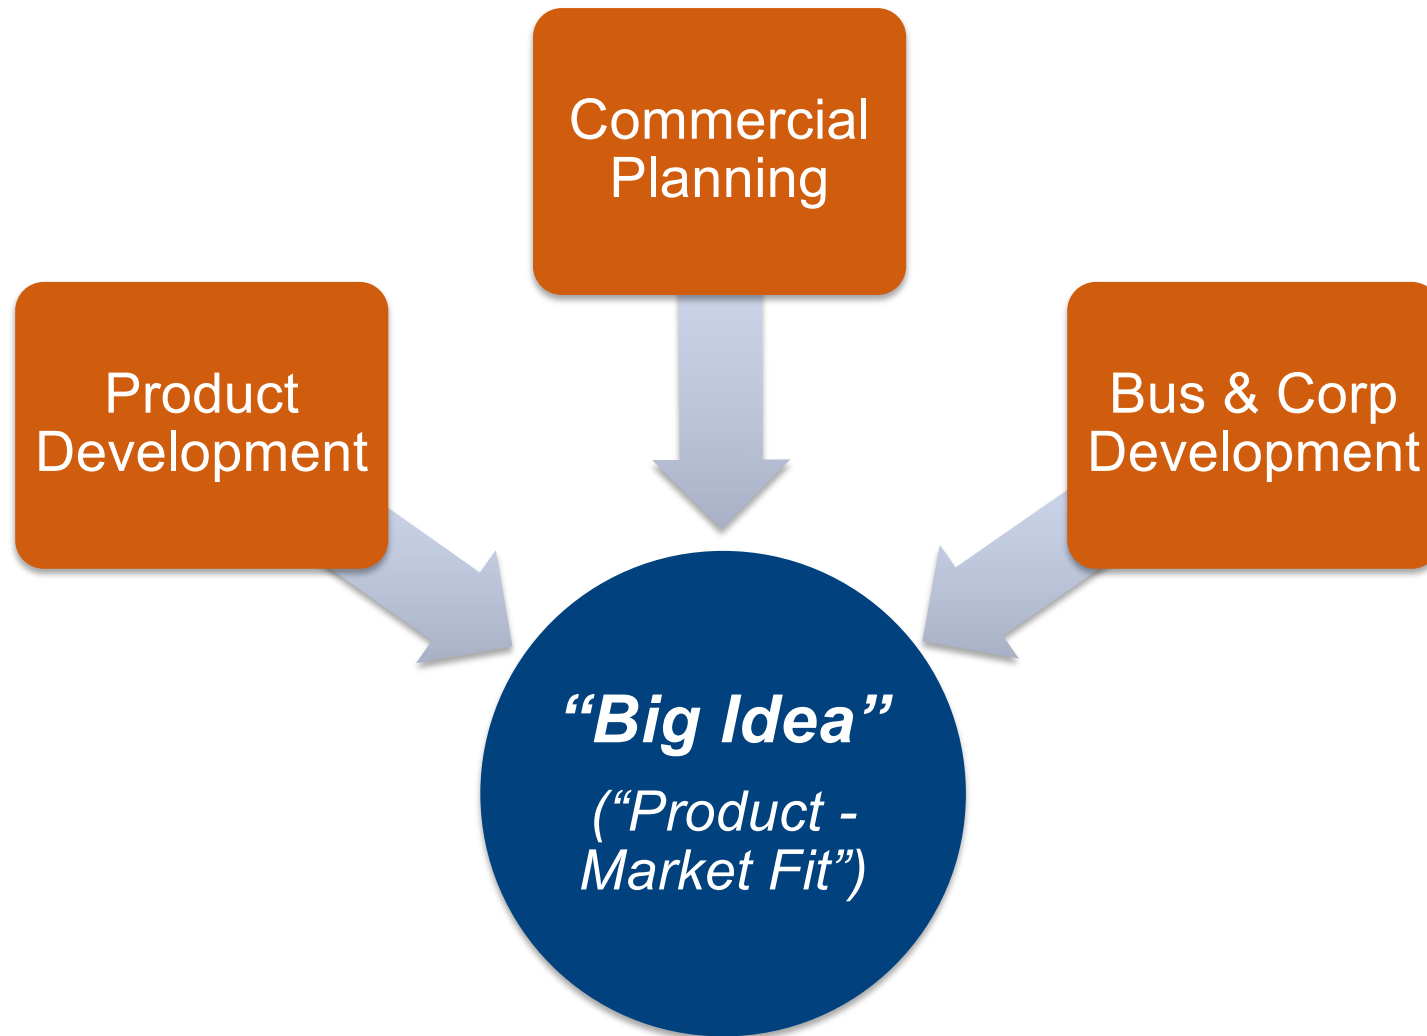 Commercial
Planning
Product
Development
Bus & Corp
Development
“Big Idea”
(“Product -
Market Fit”)